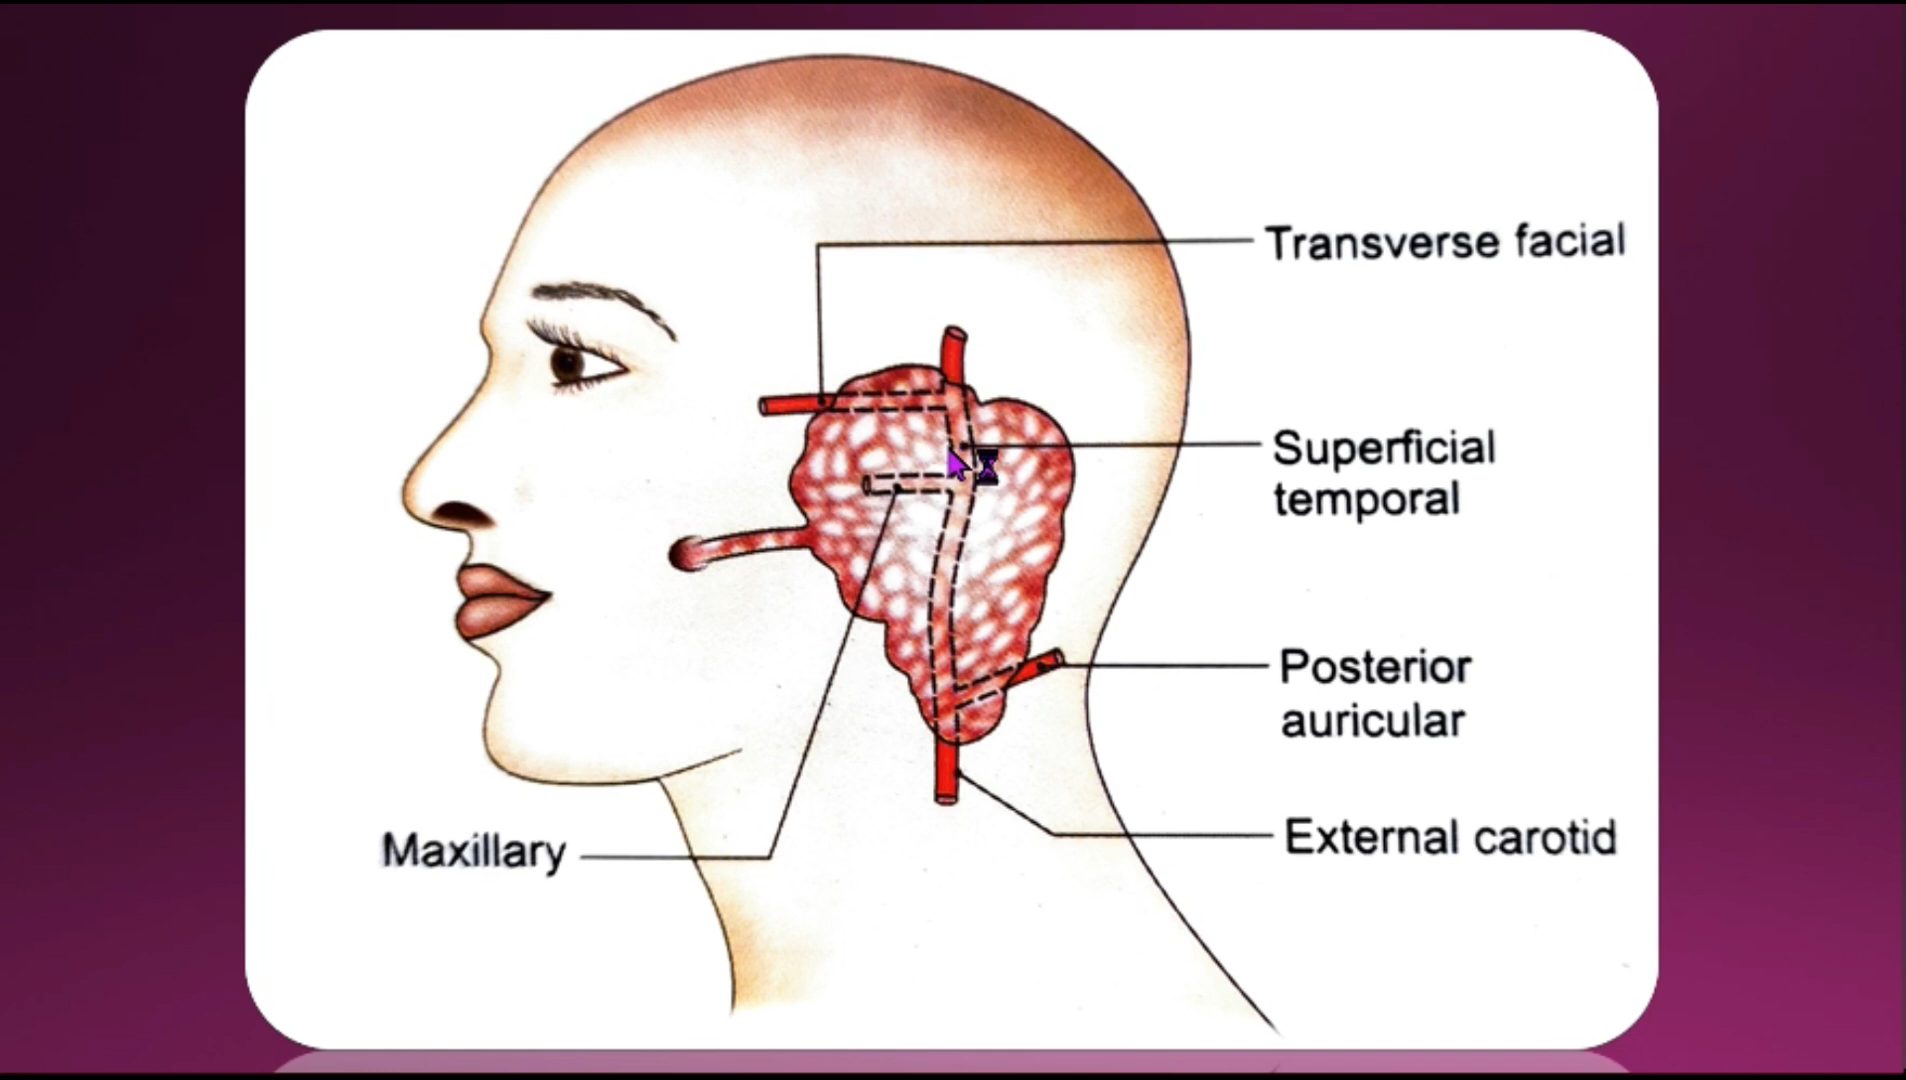 Transverse facial
Superficial
temporal
Posterior
auricular
External carotid
Maxillary